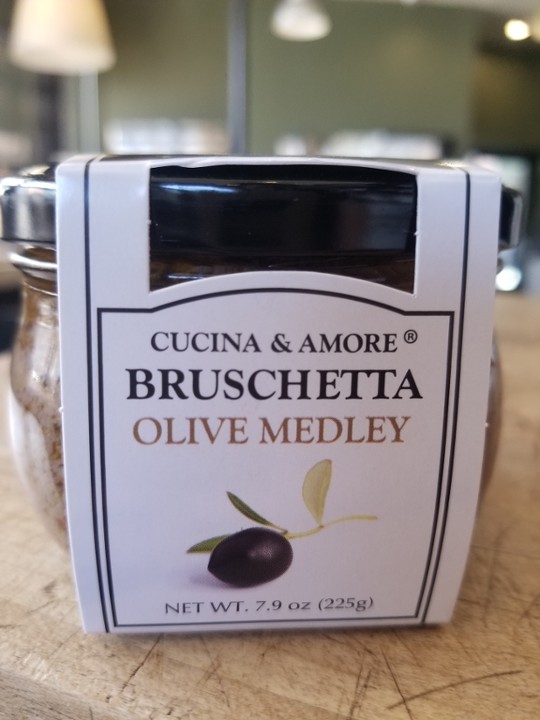 CUCINA & AMORE®
BRUSCHETTA
OLIVE MEDLEY
NET WT. 7.9 oz (225g)